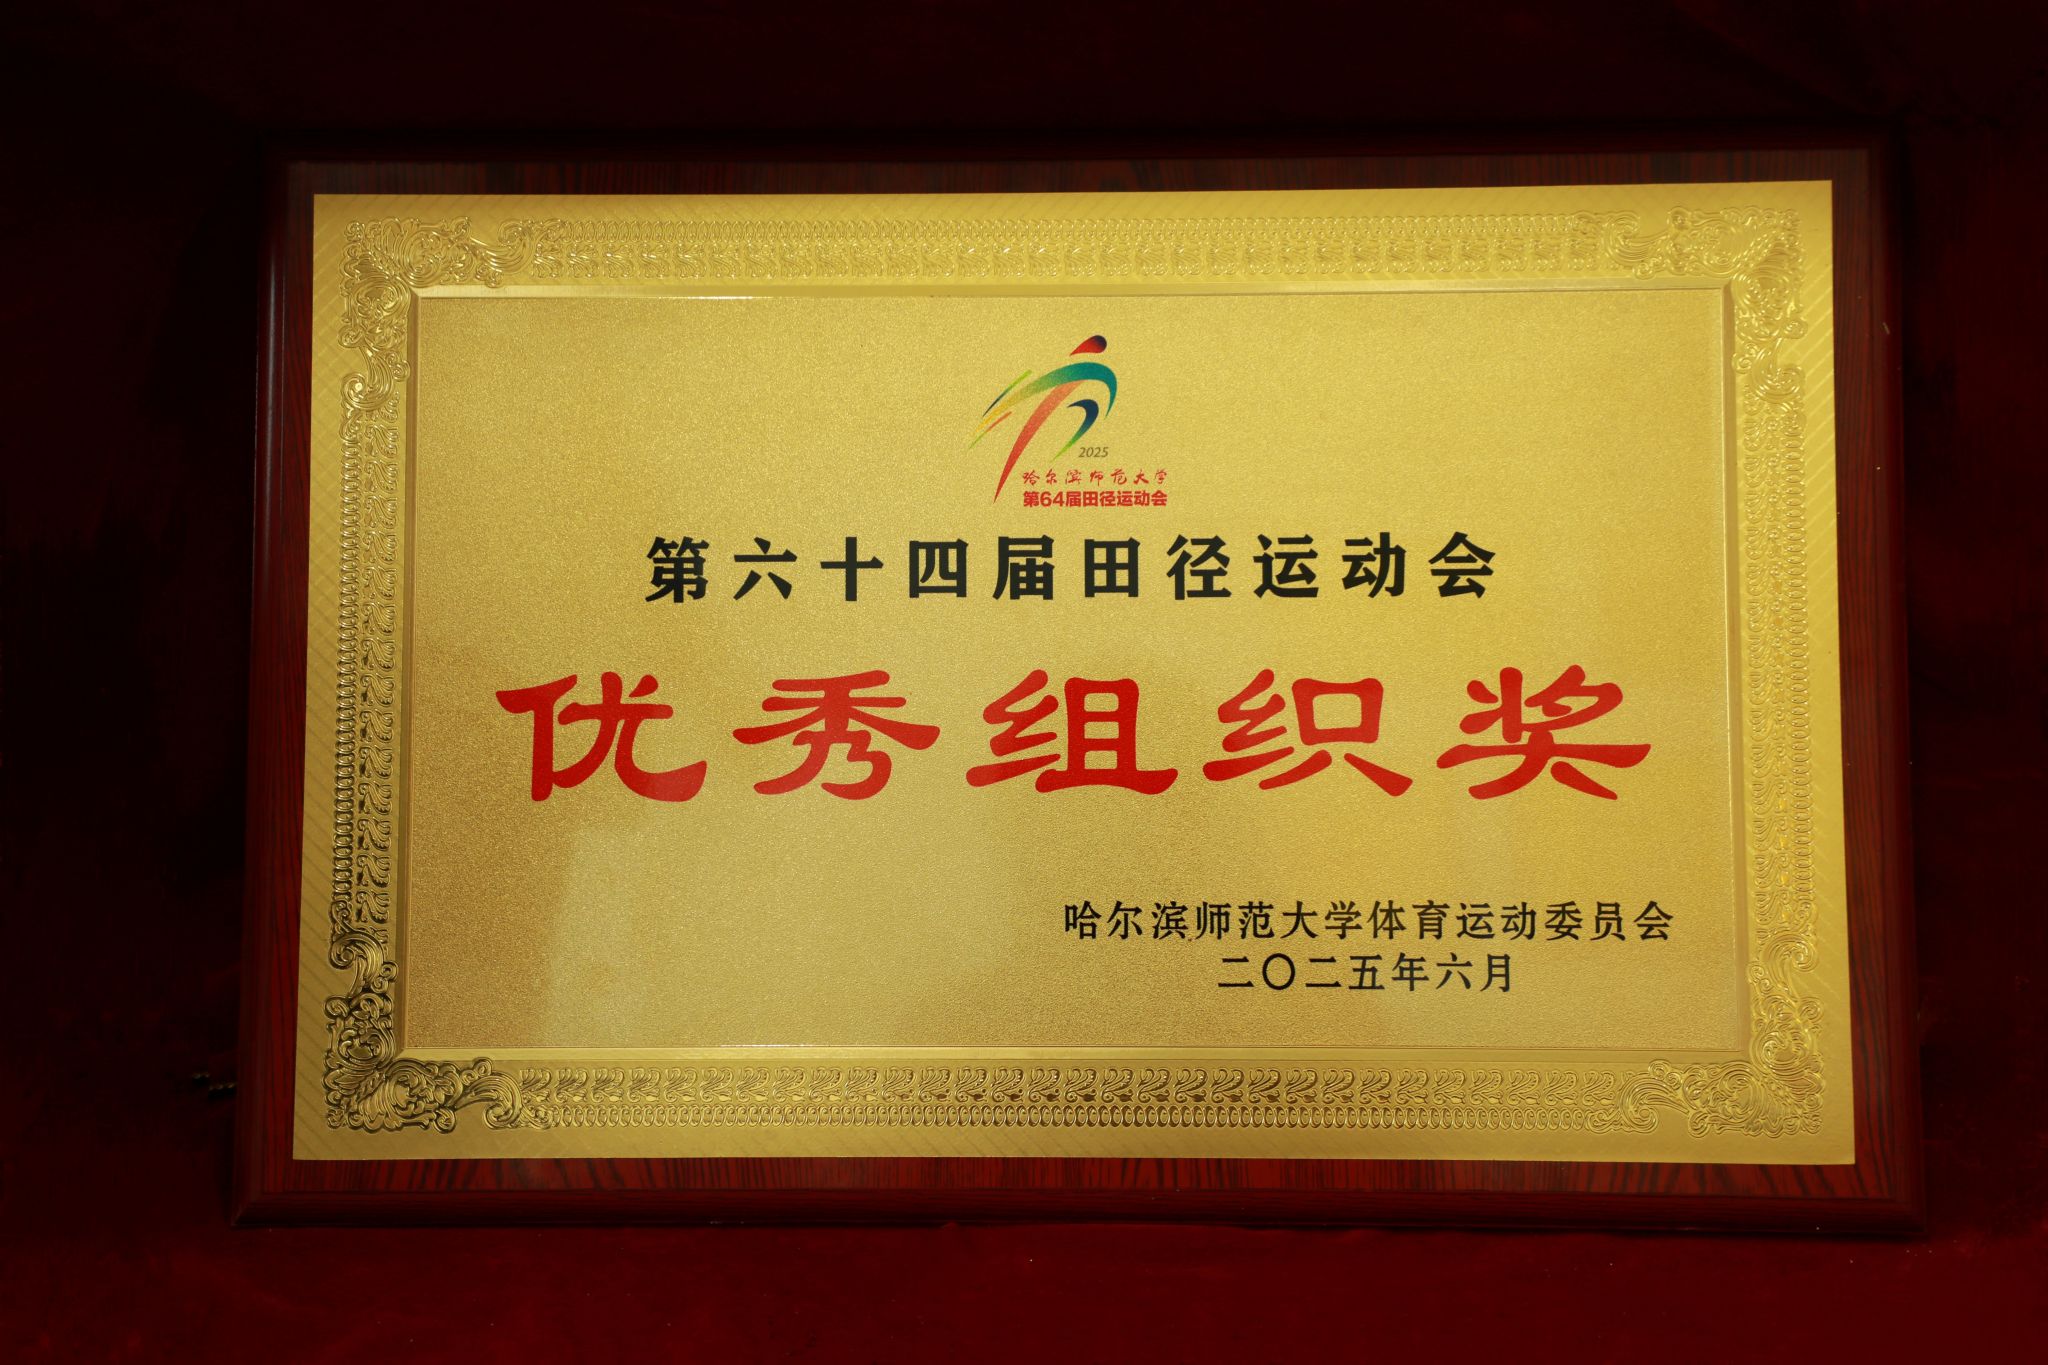 2025
哈尔滨师范大学
第64届田径运动会
第六十四届田径运动会
优秀组织奖
哈尔滨师范大学体育运动委员会
二〇二五年六月